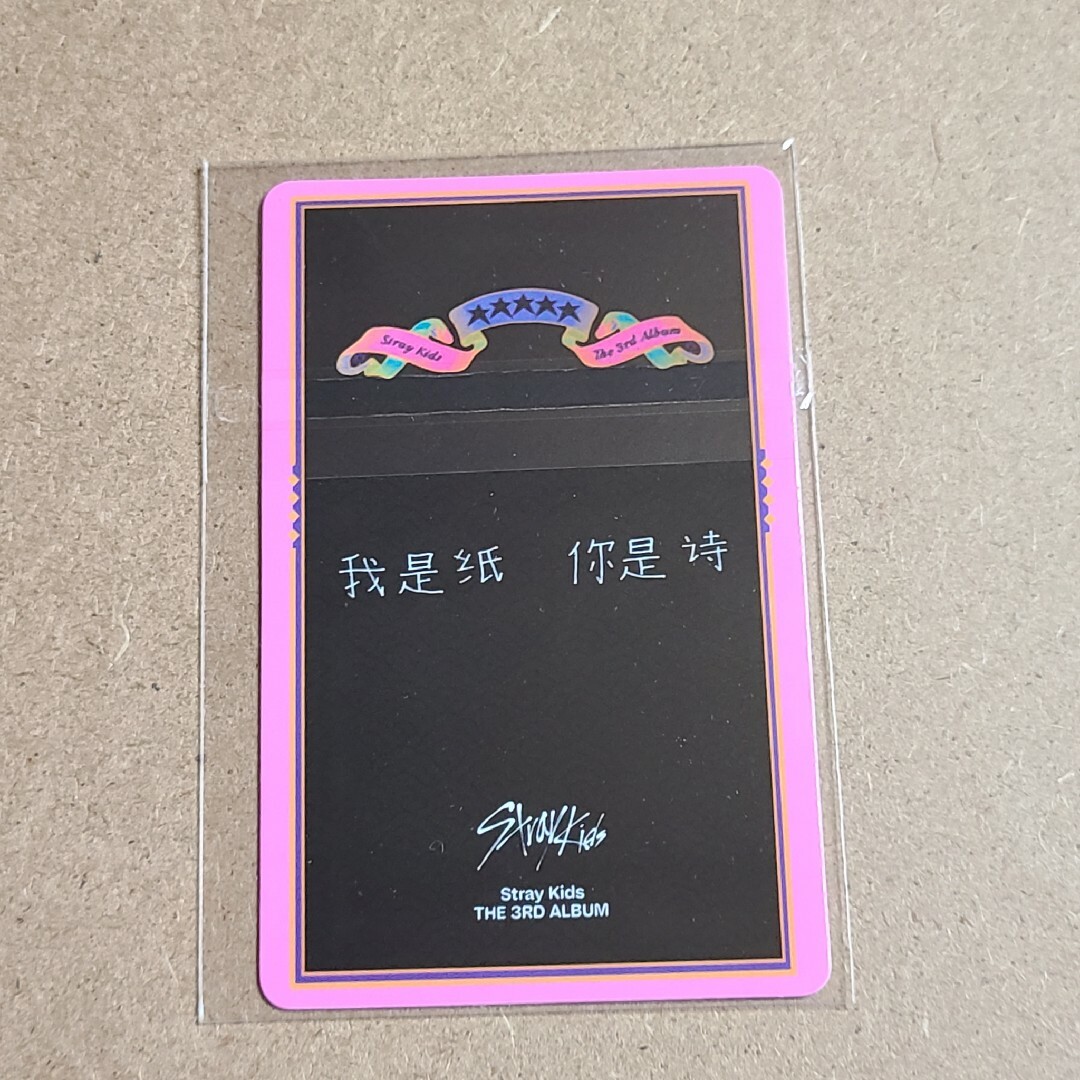 ★★★★★
Stray Kids The 3rd Album
我是纸 你是诗
Stray Kids
Stray Kids
THE 3RD ALBUM